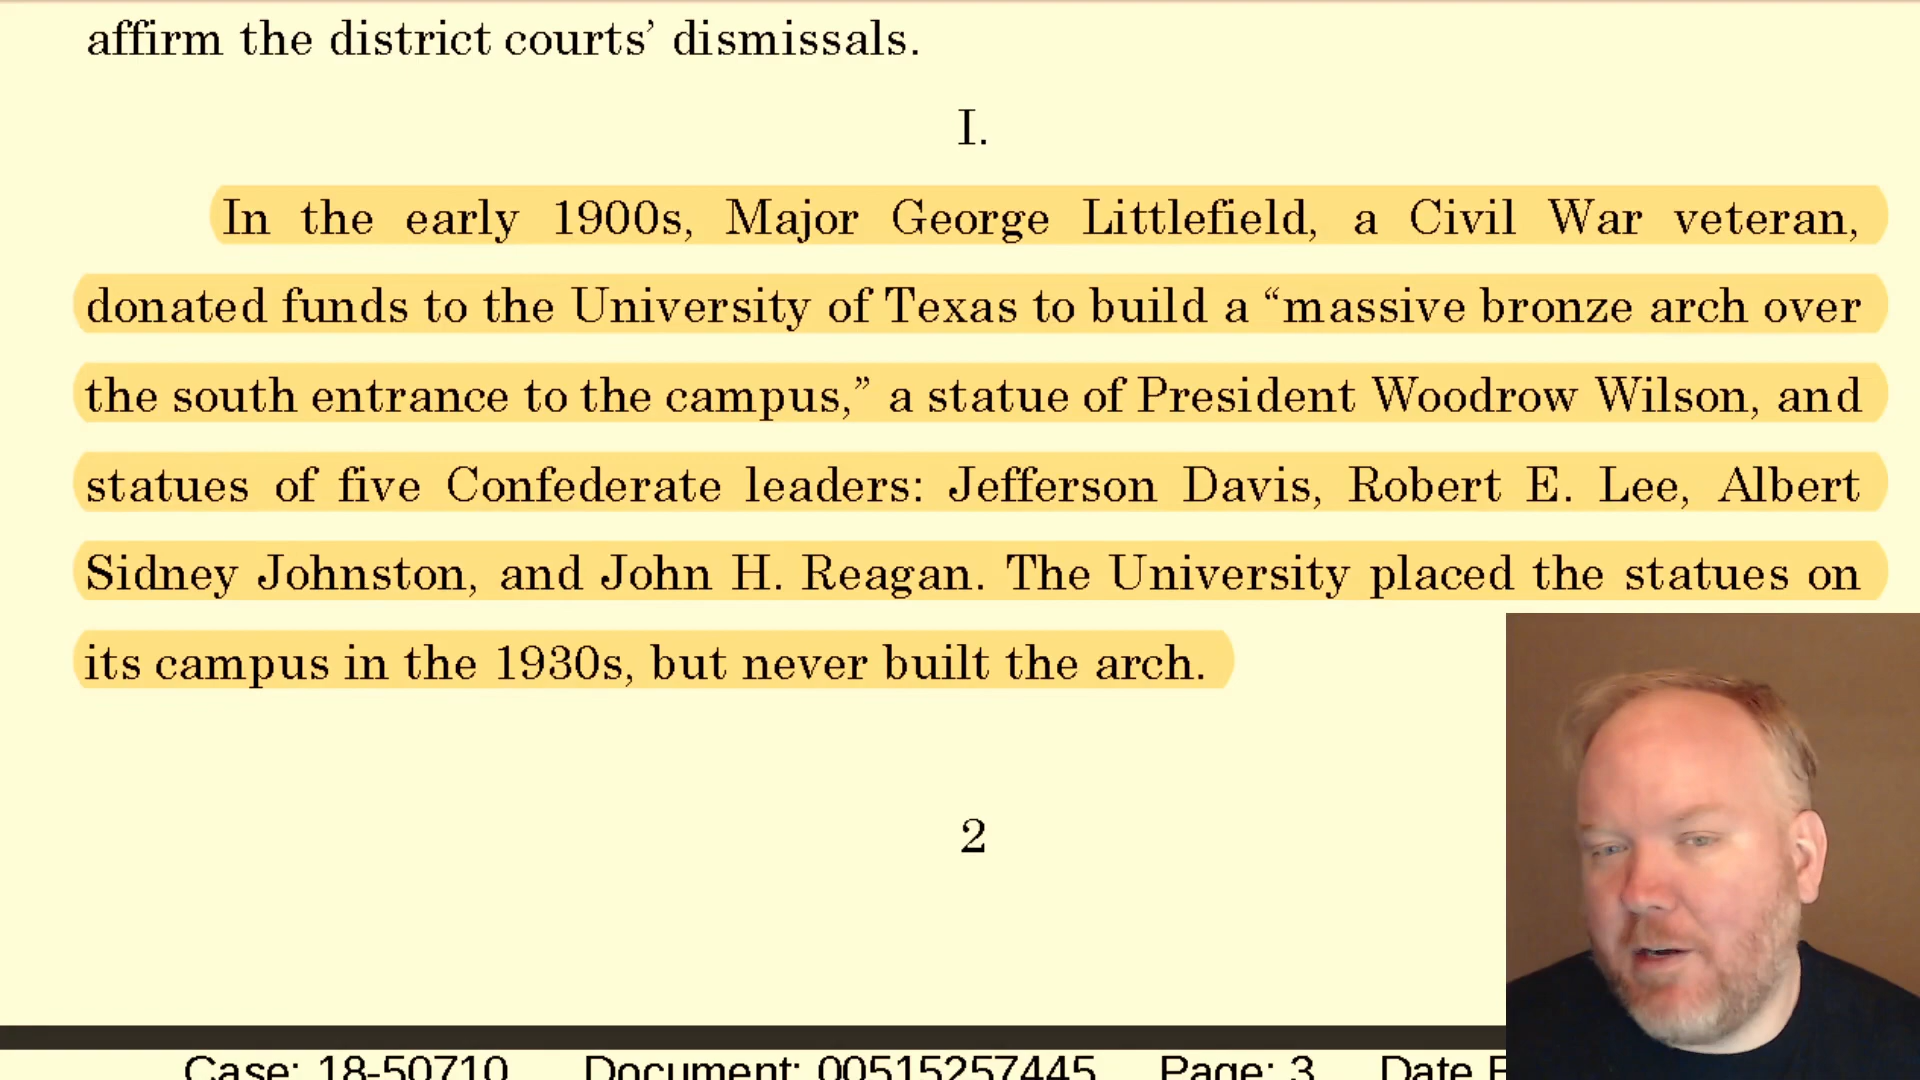 affirm the district courts’ dismissals.
I.
In the early 1900s, Major George Littlefield, a Civil War veteran,
donated funds to the University of Texas to build a “massive bronze arch over
the south entrance to the campus,” a statue of President Woodrow Wilson, and
statues of five Confederate leaders: Jefferson Davis, Robert E. Lee, Albert
Sidney Johnston, and John H. Reagan. The University placed the statues on
its campus in the 1930s, but never built the arch.
2
Case: 18-50710 Document: 00515257445 Page: 3 Date